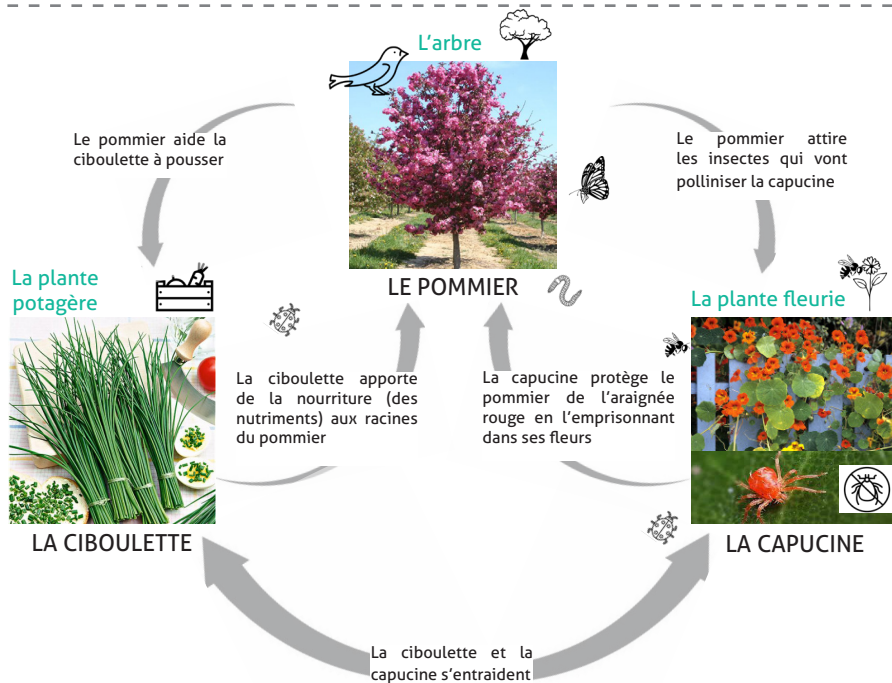 L'arbre
Le pommier aide la
ciboulette à pousser
Le pommier attire
les insectes qui vont
polliniser la capucine
LE POMMIER
La plante
potagère
La plante fleurie
La ciboulette apporte
de la nourriture (des
nutriments) aux racines
du pommier
La capucine protège le
pommier de l'araignée
rouge en l'emprisonnant
dans ses fleurs
LA CIBOULETTE
LA CAPUCINE
La ciboulette et la
capucine s'entraident